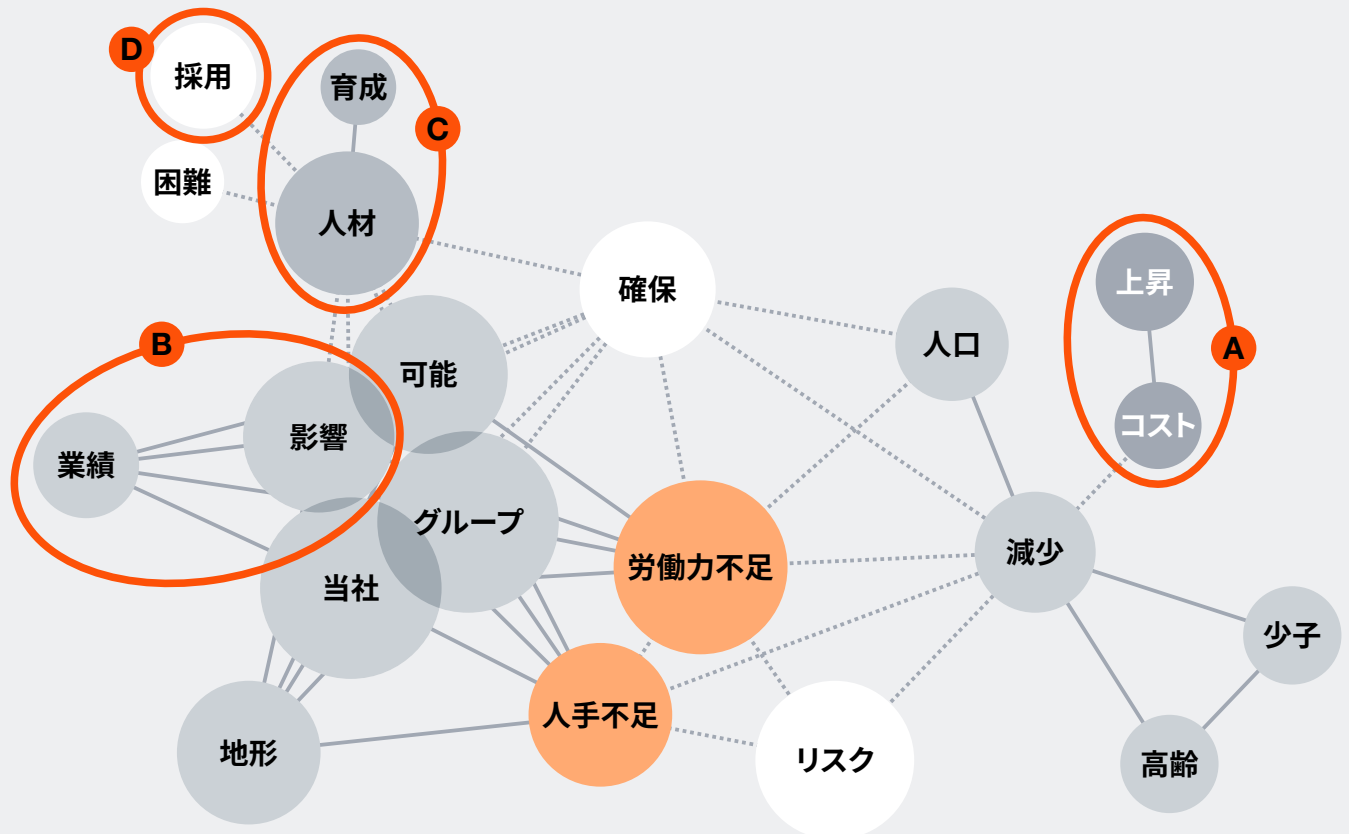 D
採用
育成
C
困難
人材
確保
上昇
人口
A
B
可能
コスト
影響
業績
グループ
労働力不足
減少
当社
少子
人手不足
地形
リスク
高齢